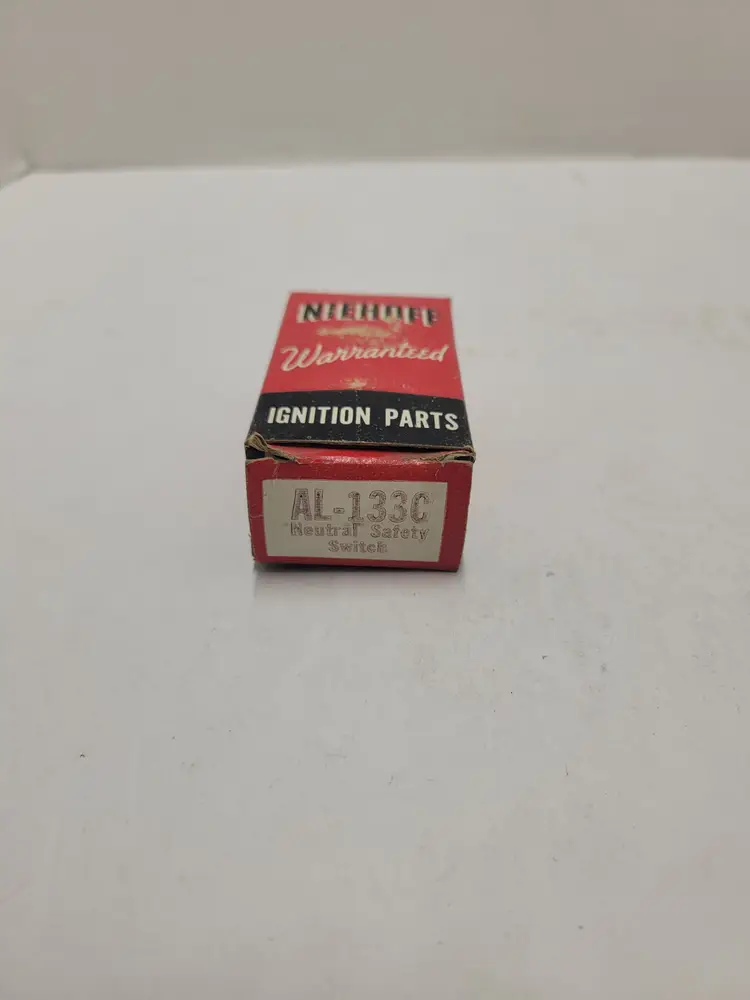 NIEHOFF
Warranteed
IGNITION PARTS
AL-133C
Neutral Safety
Switch